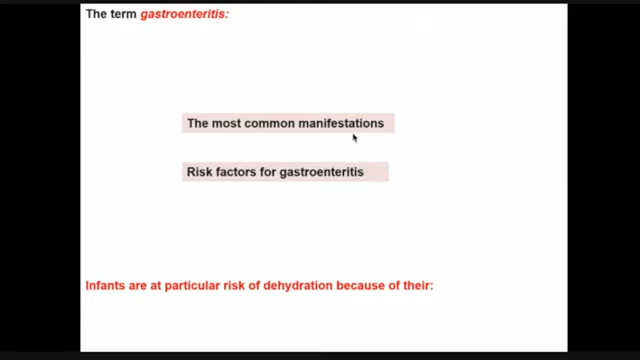 The term gastroenteritis:
The most common manifestations
Risk factors for gastroenteritis
Infants are at particular risk of dehydration because of their: